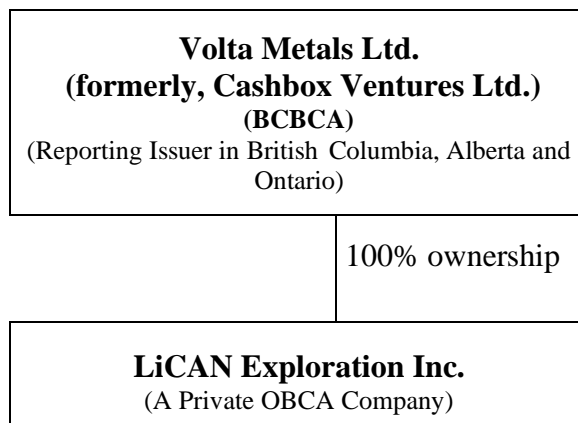 Volta Metals Ltd.
(formerly, Cashbox Ventures Ltd.)
(BCBCA)
(Reporting Issuer in British Columbia, Alberta and
Ontario)
100% ownership
LiCAN Exploration Inc.
(A Private OBCA Company)